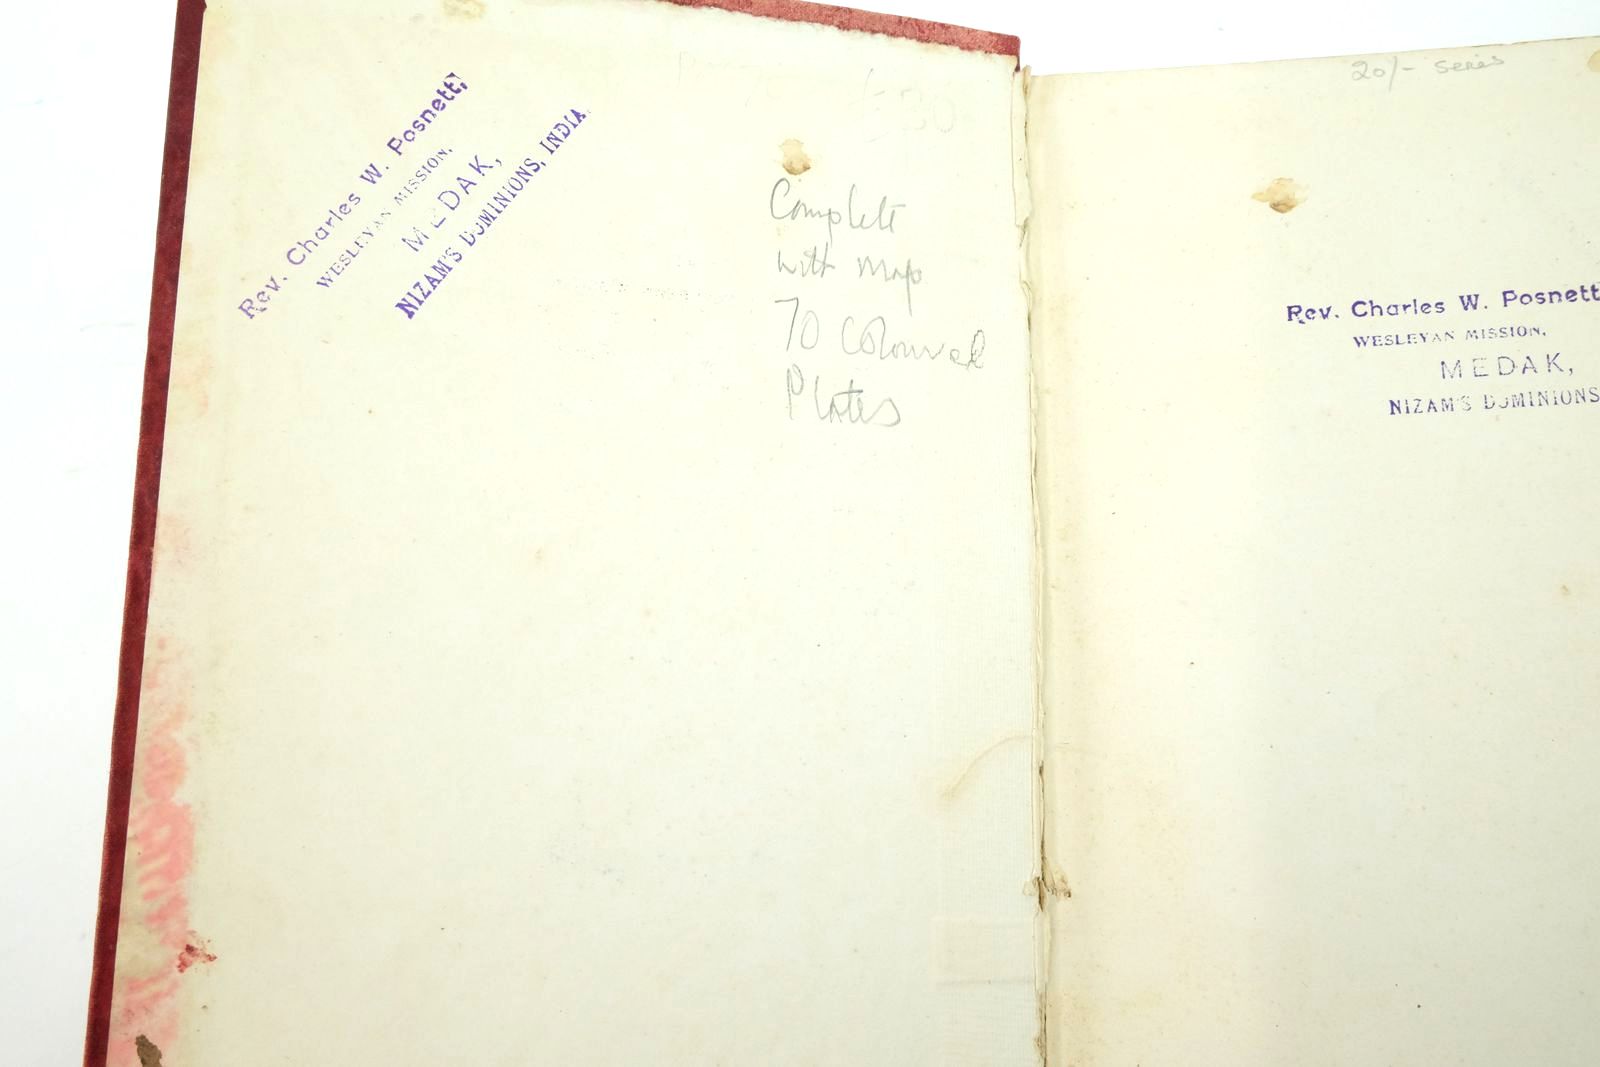 Rev. Charles W. Posnett,
WESLEYAN MISSION,
MEDAK,
NIZAM'S DOMINIONS, INDIA.
£30
Complete
with map
70 Coloured
Plates
20/- series
Rev. Charles W. Posnett
WESLEYAN MISSION,
MEDAK,
NIZAM'S DOMINIONS